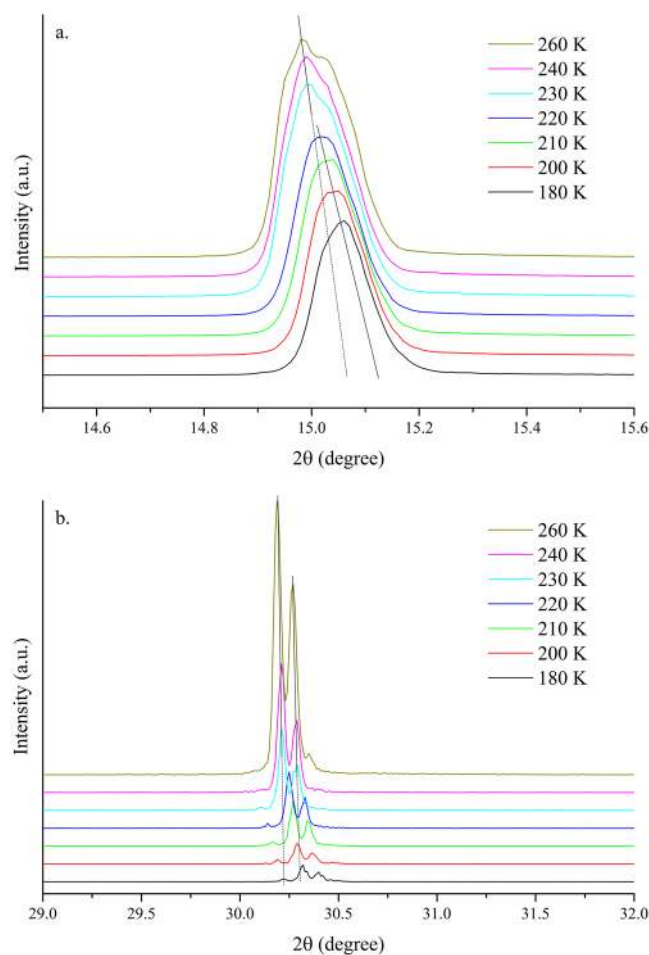 a.
260 K
240 K
230 K
220 K
210 K
200 K
180 K
Intensity (a.u.)
14.6 14.8 15.0 15.2 15.4 15.6
2θ (degree)
b.
260 K
240 K
230 K
220 K
210 K
200 K
180 K
Intensity (a.u.)
29.0 29.5 30.0 30.5 31.0 31.5 32.0
2θ (degree)